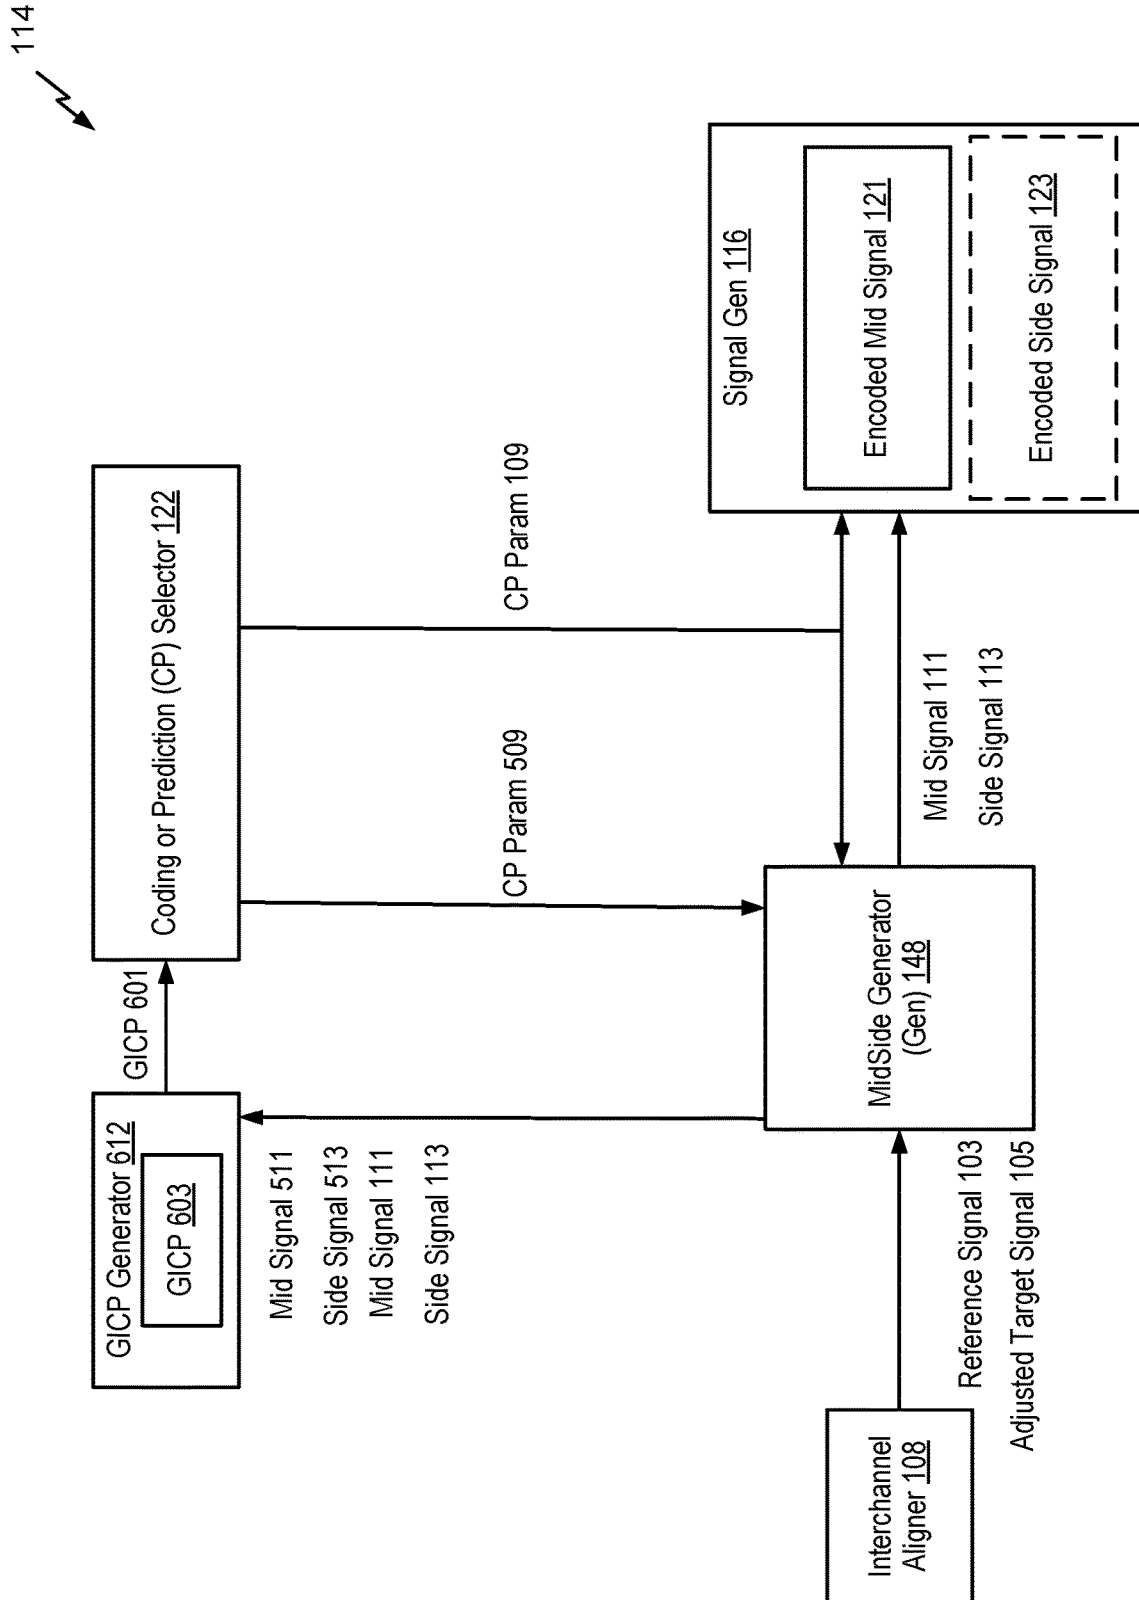 114
GICP Generator 612
GICP 603
GICP 601
Coding or Prediction (CP) Selector 122
Mid Signal 511
Side Signal 513
Mid Signal 111
Side Signal 113
CP Param 509
CP Param 109
Interchannel
Aligner 108
Reference Signal 103
Adjusted Target Signal 105
MidSide Generator
(Gen) 148
Mid Signal 111
Side Signal 113
Signal Gen 116
Encoded Mid Signal 121
Encoded Side Signal 123